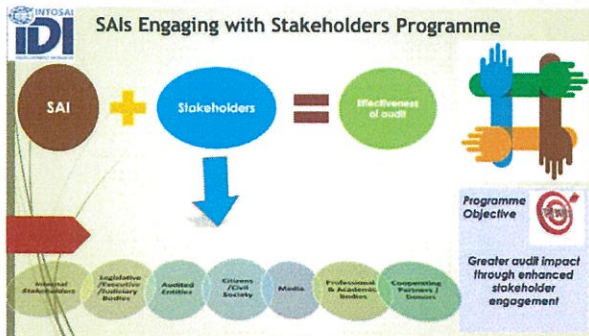 INTOSAI
IDI
SAIs Engaging with Stakeholders Programme
SAI
Stakeholders
Effectiveness
of audit
Programme
Objective
Greater audit impact
through enhanced
stakeholder
engagement
Internal
Stakeholders
Legislative
/Executive
/Judiciary
Bodies
Audited
Entities
Citizens
/Civil
Society
Media
Professional
& Academic
Bodies
Cooperating
Partners /
Donors